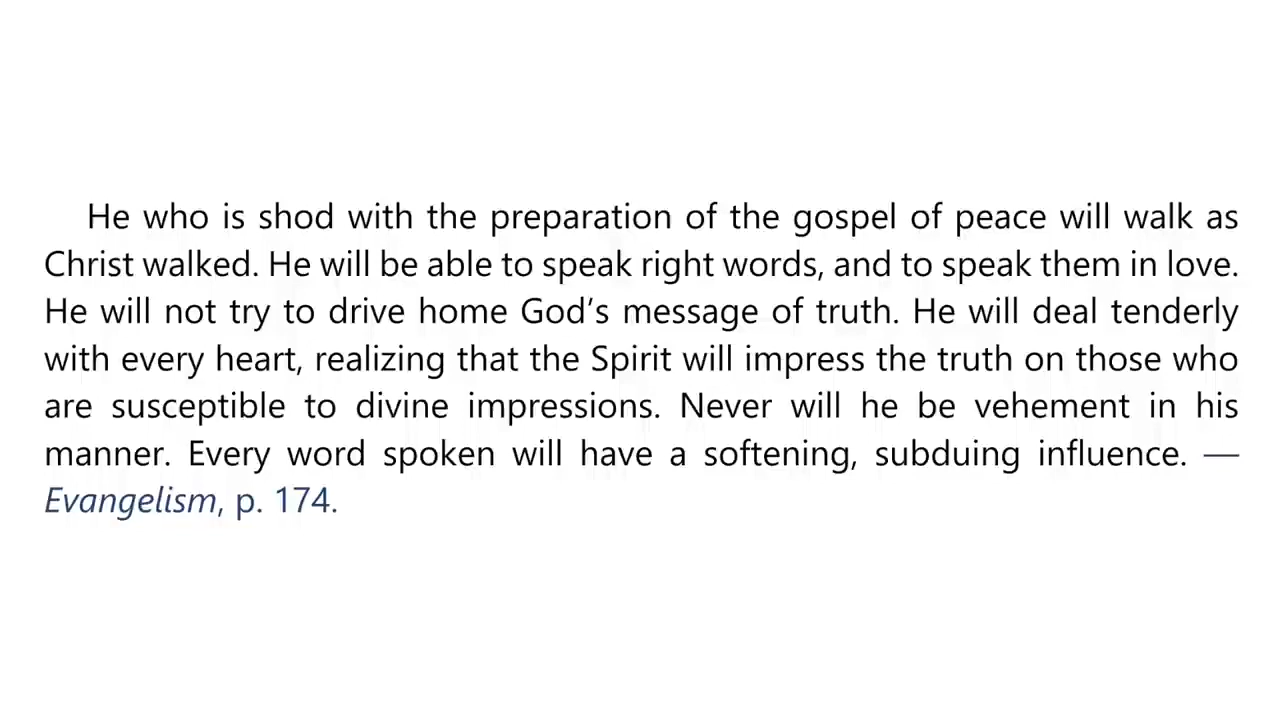 He who is shod with the preparation of the gospel of peace will walk as
Christ walked. He will be able to speak right words, and to speak them in love.
He will not try to drive home God’s message of truth. He will deal tenderly
with every heart, realizing that the Spirit will impress the truth on those who
are susceptible to divine impressions. Never will he be vehement in his
manner. Every word spoken will have a softening, subduing influence. —
Evangelism, p. 174.